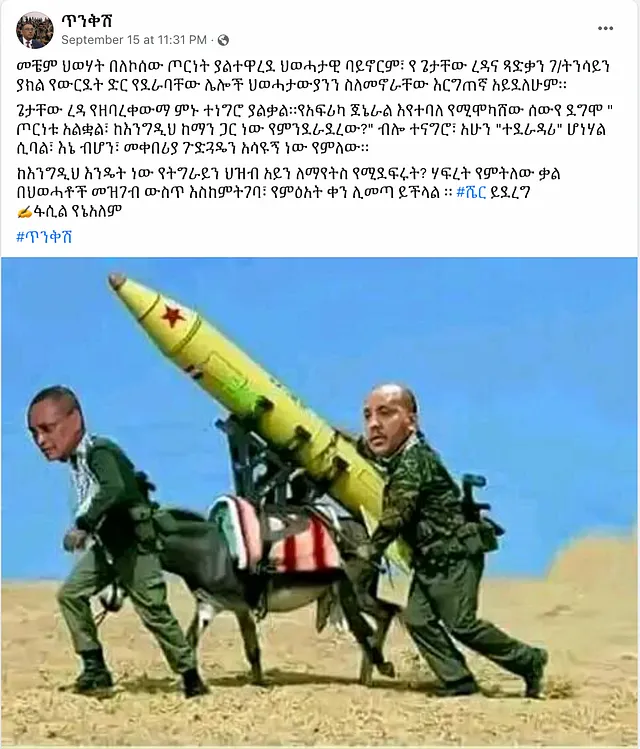 ጥንቅሽ
September 15 at 11:31 PM ·
መቼም ህወሃት በለኮሰው ጦርነት ያልተዋረደ ህወሓታዊ ባይኖርም፣ የ ጌታቸው ረዳና ጻድቃን ገ/ትንሳይን
ያክል የውርደት ድር የደራባቸው ሌሎች ህወሓታውያንን ስለመኖራቸው እርግጠኛ አይደለሁም።
ጌታቸው ረዳ የዘባረቀውማ ምኑ ተነግሮ ያልቃል።የአፍሪካ ጀኔራል እየተባለ የሚሞካሸው ሰውየ ደግሞ "
ጦርነቱ አልቋል፣ ከእንግዲህ ከማን ጋር ነው የምንደራደረው?" ብሎ ተናግሮ፣ አሁን "ተደራዳሪ" ሆነሃል
ሲባል፣ እኔ ብሆን፣ መቀበሪያ ጉድጓዴን አሳዩኝ ነው የምለው።
ከእንግዲህ እንዴት ነው የትግራይን ህዝብ አይን ለማየትስ የሚደፍሩት? ሃፍረት የምትለው ቃል
በህወሓቶች መዝገብ ውስጥ እስከምትገባ፣ የምፅአት ቀን ሊመጣ ይችላል ። #ሼር ይደረግ
✍️ፋሲል የኔአለም
#ጥንቅሽ